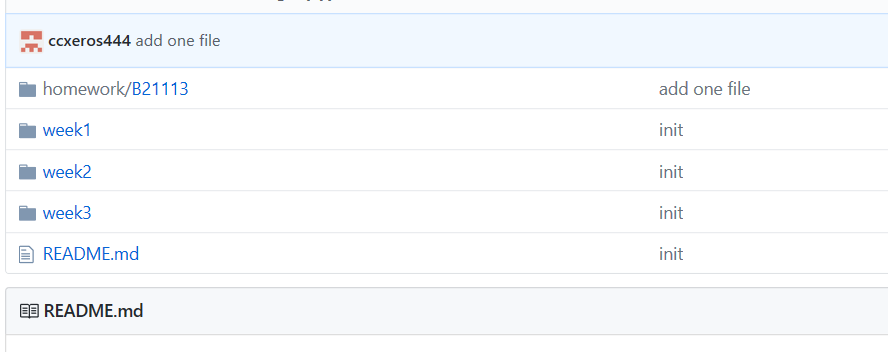 ccxeros444 add one file
homework/B21113 add one file
week1 init
week2 init
week3 init
README.md init
README.md